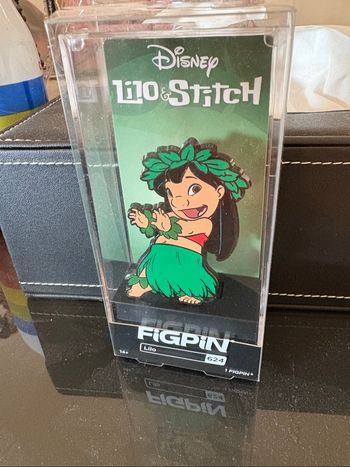 Disney
LiLO & STiTCH
FiGPiN
Lilo
624
14+
1 FIGPIN